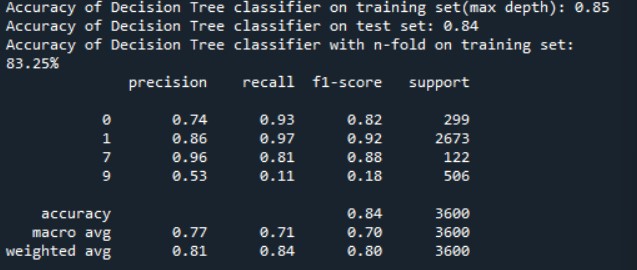 Accuracy of Decision Tree classifier on training set(max depth): 0.85
Accuracy of Decision Tree classifier on test set: 0.84
Accuracy of Decision Tree classifier with n-fold on training set:
83.25%
precision recall f1-score support
0 0.74 0.93 0.82 299
1 0.86 0.97 0.92 2673
7 0.96 0.81 0.88 122
9 0.53 0.11 0.18 506
accuracy 0.84 3600
macro avg 0.77 0.71 0.70 3600
weighted avg 0.81 0.84 0.80 3600